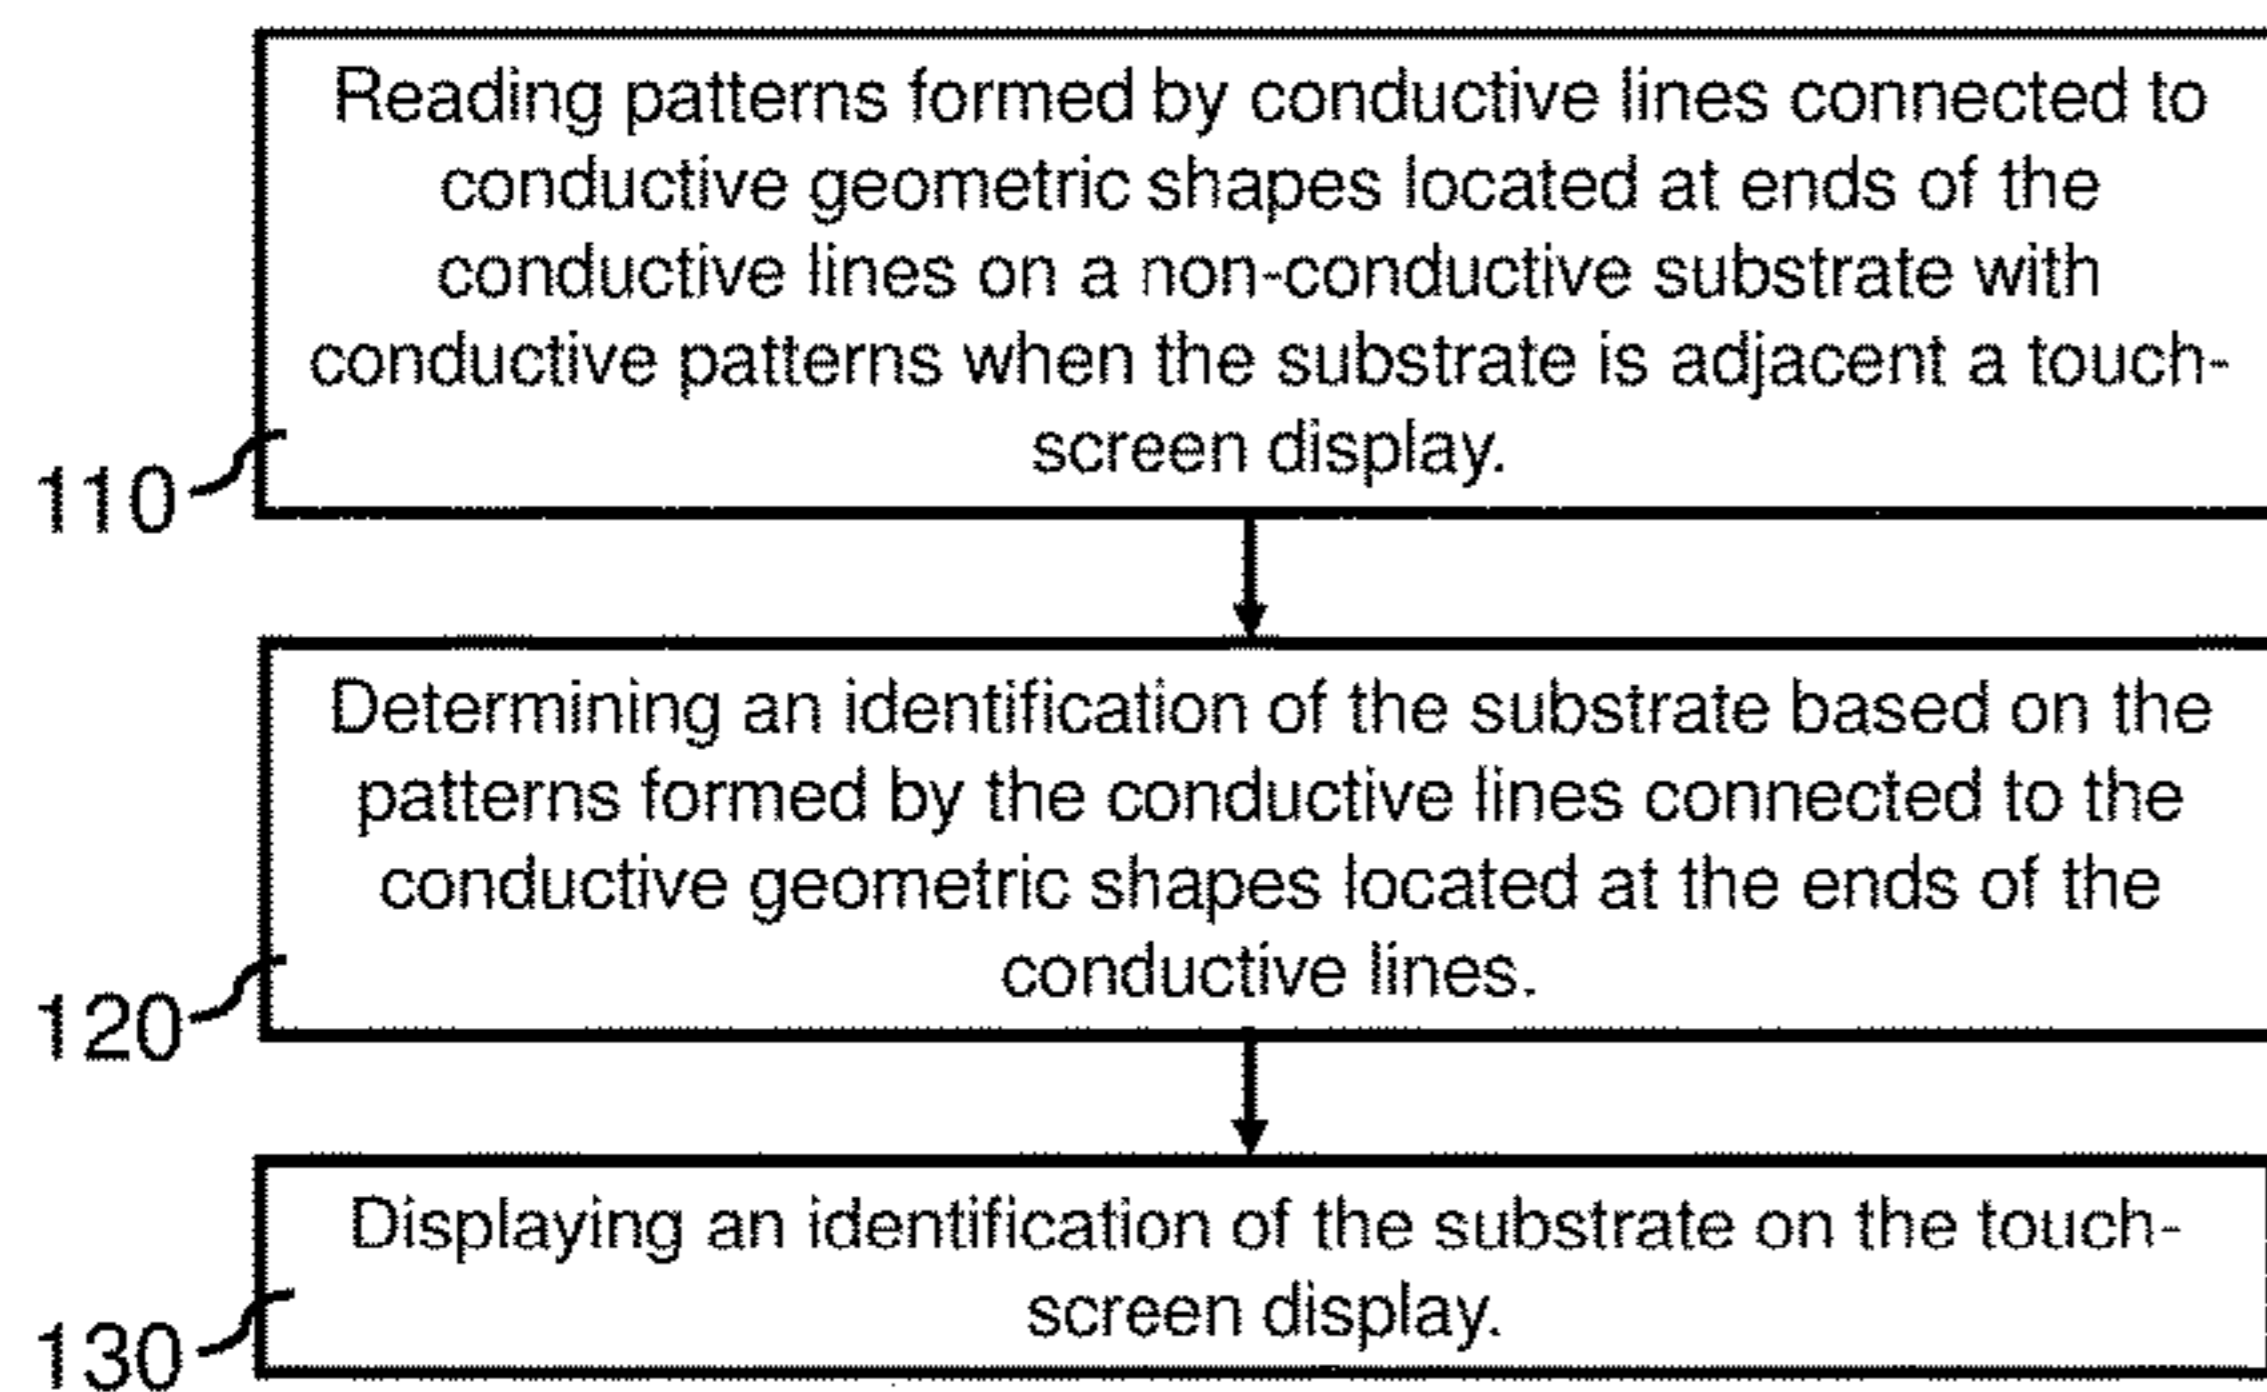 Reading patterns formed by conductive lines connected to
conductive geometric shapes located at ends of the
conductive lines on a non-conductive substrate with
conductive patterns when the substrate is adjacent a touch-
screen display.
110
Determining an identification of the substrate based on the
patterns formed by the conductive lines connected to the
conductive geometric shapes located at the ends of the
conductive lines.
120
Displaying an identification of the substrate on the touch-
screen display.
130